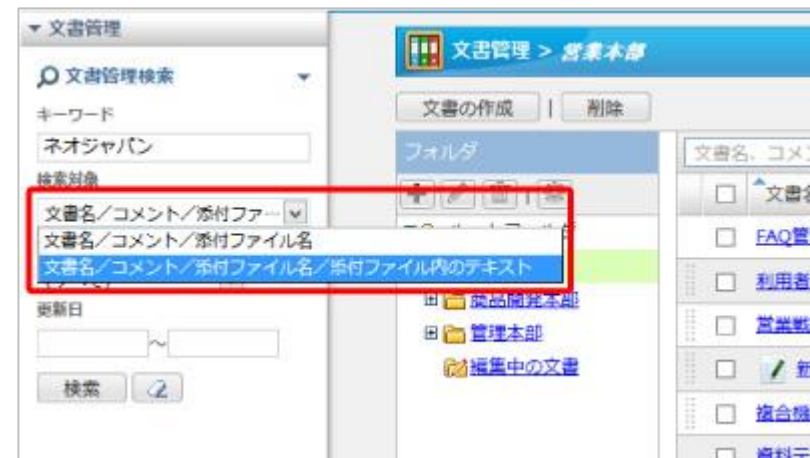 文書管理
文書管理検索
キーワード
ネオジャパン
検索対象
文書名／コメント／添付ファ…
文書名／コメント／添付ファイル名
文書名／コメント／添付ファイル名／添付ファイル内のテキスト
更新日
～
検索
文書管理 > 営業本部
文書の作成 | 削除
フォルダ
商品開発本部
管理本部
編集中の文書
文書名、コメン
文書名
FAQ管
利用者
営業戦
新
複合機
資料テ